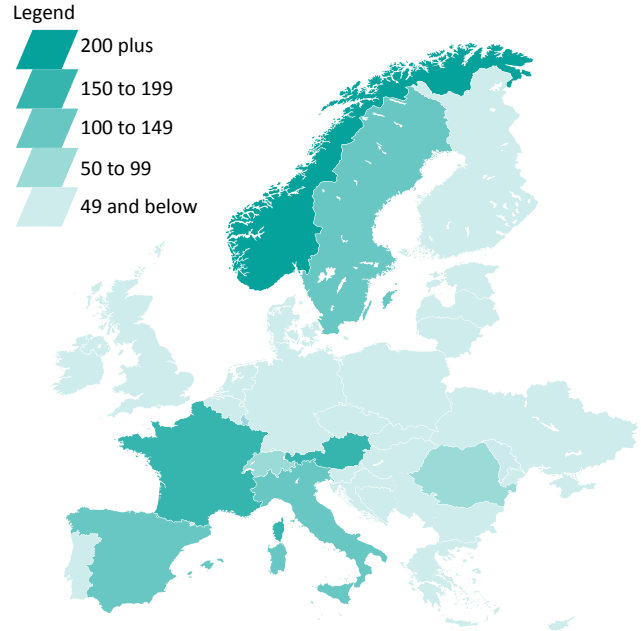 Legend
200 plus
150 to 199
100 to 149
50 to 99
49 and below